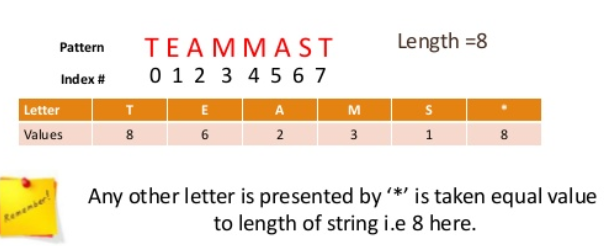 Pattern TEAMMAST Length =8
Index # 0 1 2 3 4 5 6 7
Letter T E A M S *
Values 8 6 2 3 1 8
Remember!
Any other letter is presented by ‘*’ is taken equal value
to length of string i.e 8 here.